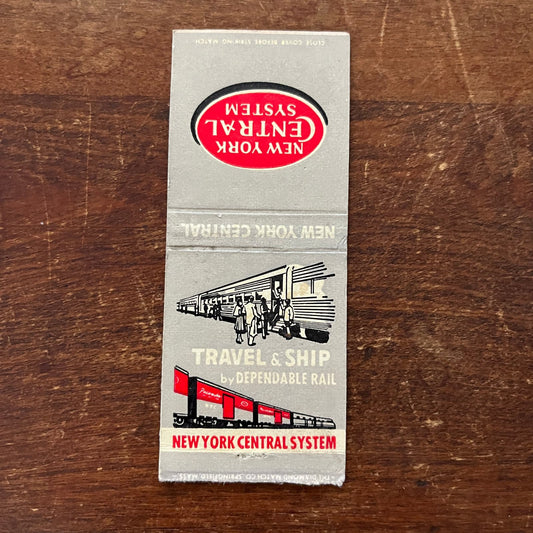 CLOSE COVER BEFORE STRIKING MATCH
NEW YORK
CENTRAL
SYSTEM
NEW YORK CENTRAL
TRAVEL & SHIP
by DEPENDABLE RAIL
NEW YORK CENTRAL SYSTEM
THE DIAMOND MATCH CO. SPRINGFIELD, MASS.